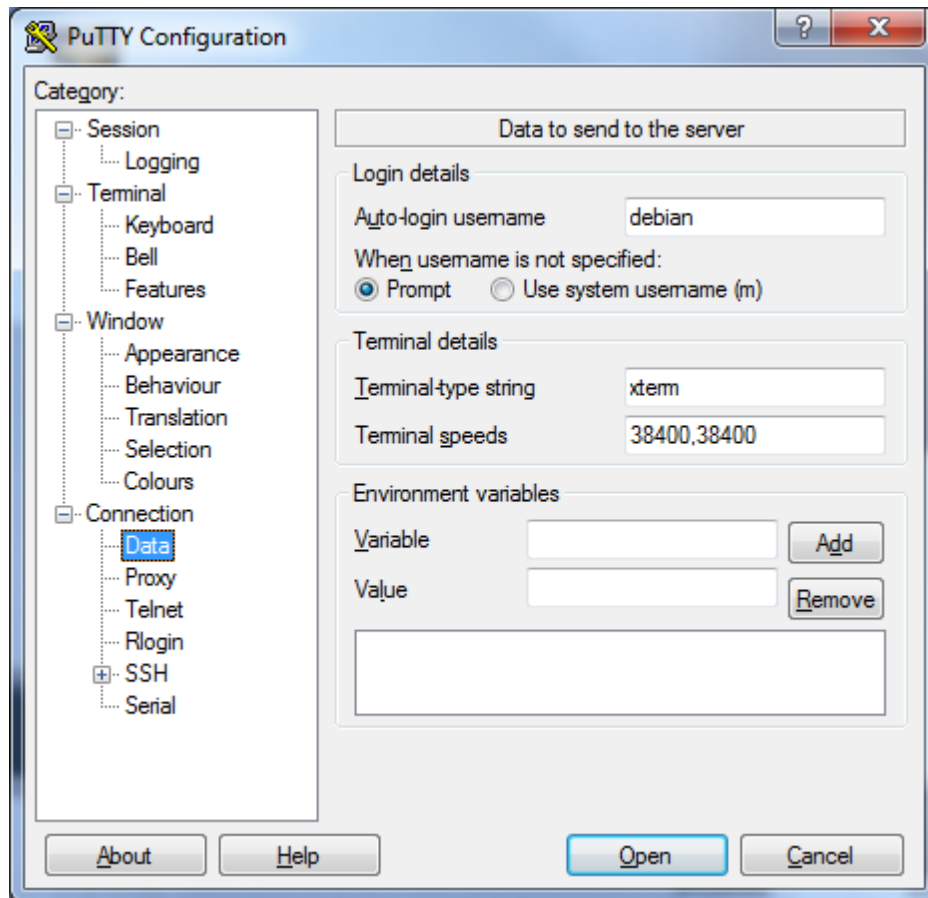 PuTTY Configuration
?
X
Category:
Session
Logging
Terminal
Keyboard
Bell
Features
Window
Appearance
Behaviour
Translation
Selection
Colours
Connection
Data
Proxy
Telnet
Rlogin
SSH
Serial
Data to send to the server
Login details
Auto-login username debian
When username is not specified:
Prompt Use system username (m)
Terminal details
Terminal-type string xterm
Terminal speeds 38400,38400
Environment variables
Variable Add
Value Remove
About Help Open Cancel